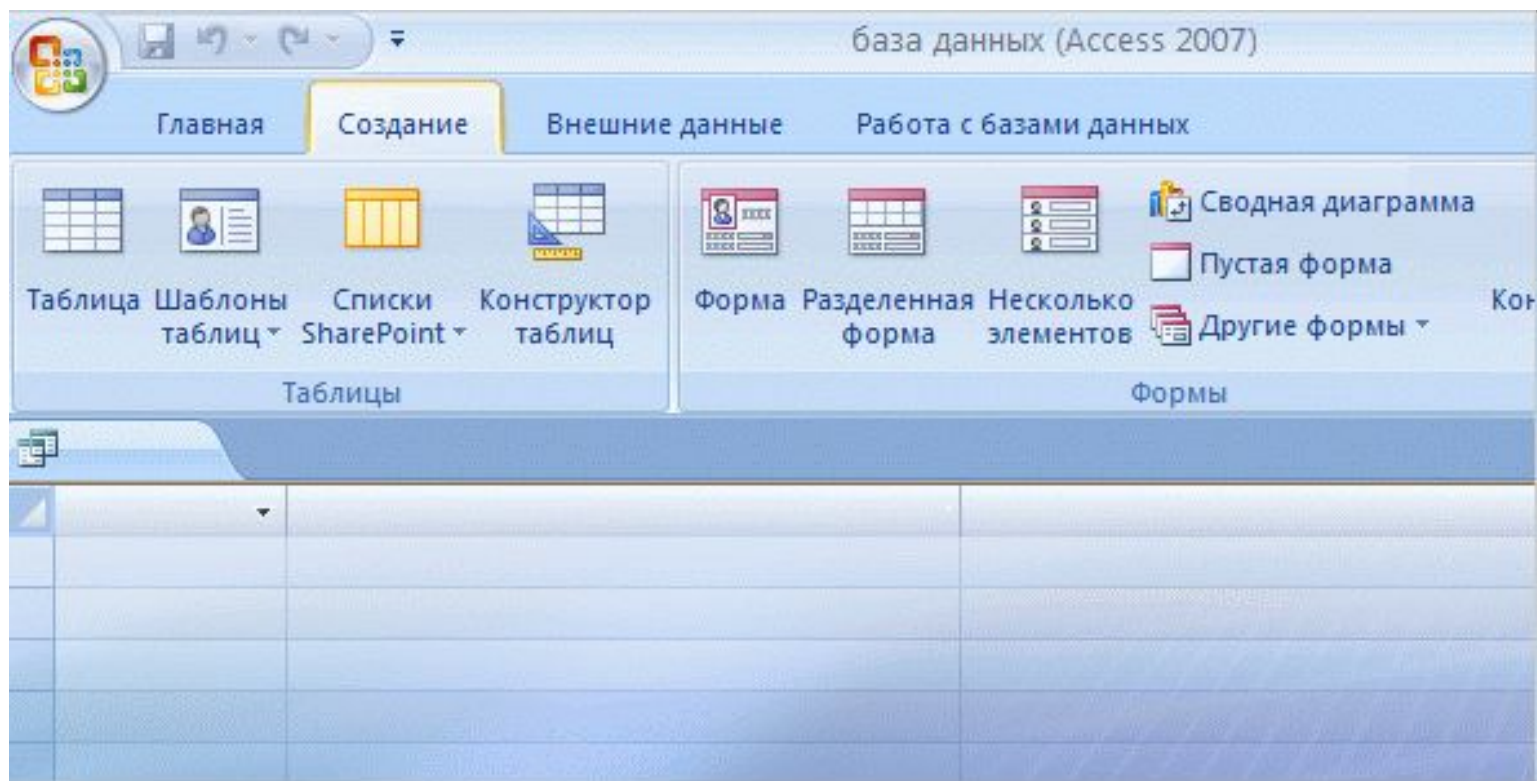 база данных (Access 2007)
Главная Создание Внешние данные Работа с базами данных
Таблица Шаблоны таблиц Списки SharePoint Конструктор таблиц
Форма Разделенная форма Несколько элементов
Сводная диаграмма
Пустая форма
Другие формы
Таблицы
Формы